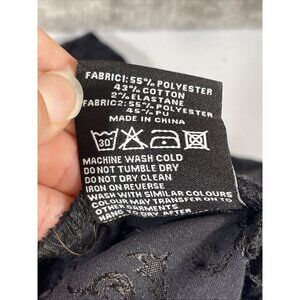 FABRIC1: 55% POLYESTER
43% COTTON
2% ELASTANE
FABRIC2: 55% POLYESTER
45% PU
MADE IN CHINA
30°
MACHINE WASH COLD
DO NOT TUMBLE DRY
DO NOT DRY CLEAN
IRON ON REVERSE
WASH WITH SIMILAR COLOURS
COLOUR MAY TRANSFER ON TO
OTHER GARMENTS
HANG TO DRY AFTER